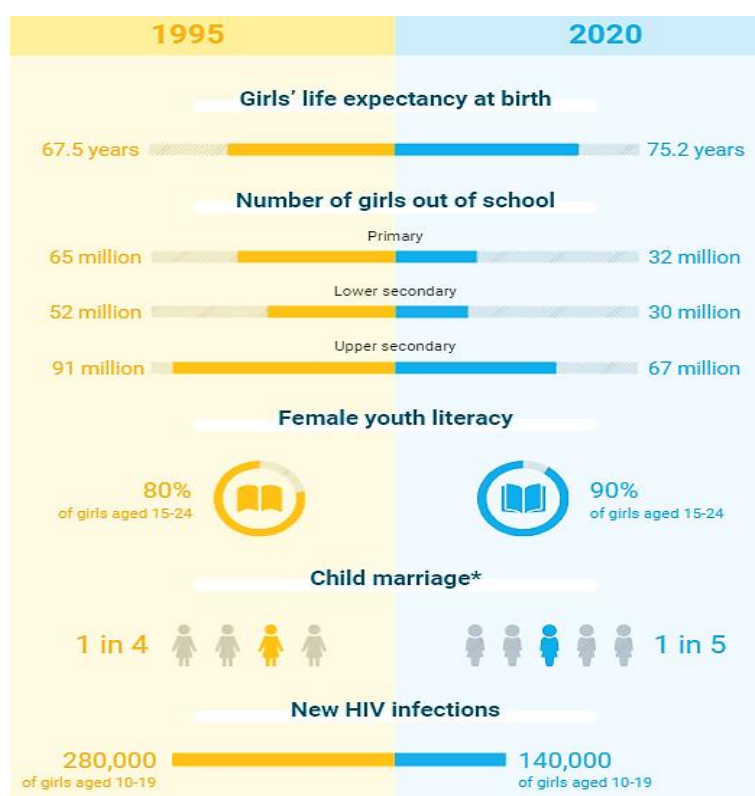 1995 2020
Girls' life expectancy at birth
67.5 years 75.2 years
Number of girls out of school
Primary
65 million 32 million
Lower secondary
52 million 30 million
Upper secondary
91 million 67 million
Female youth literacy
80% 90%
of girls aged 15-24 of girls aged 15-24
Child marriage*
1 in 4 1 in 5
New HIV infections
280,000 140,000
of girls aged 10-19 of girls aged 10-19